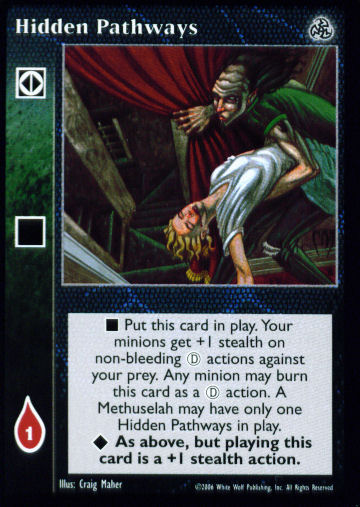 Hidden Pathways
Put this card in play. Your
minions get +1 stealth on
non-bleeding Ⓓ actions against
your prey. Any minion may burn
this card as a Ⓓ action. A
Methuselah may have only one
Hidden Pathways in play.
As above, but playing this
card is a +1 stealth action.
1
Illus: Craig Maher ©2006 White Wolf Publishing, Inc. All Rights Reserved